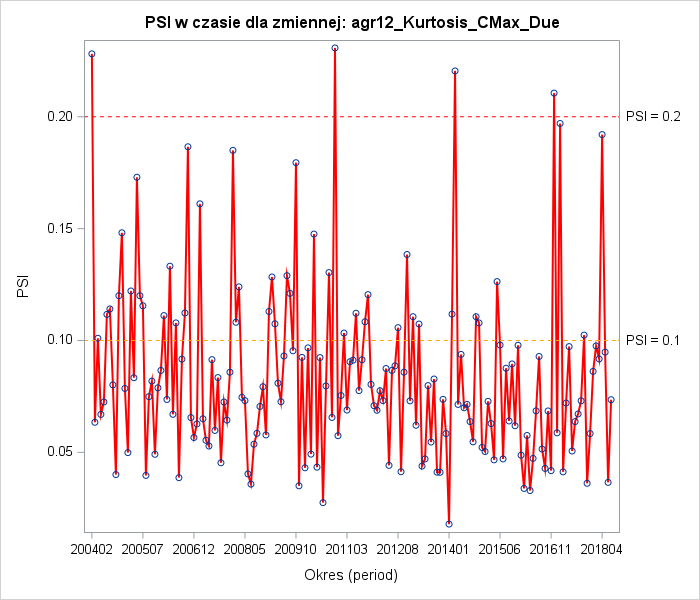 PSI w czasie dla zmiennej: agr12_Kurtosis_CMax_Due
0.20
0.15
0.10
0.05
PSI
PSI = 0.2
PSI = 0.1
200402 200507 200612 200805 200910 201103 201208 201401 201506 201611 201804
Okres (period)